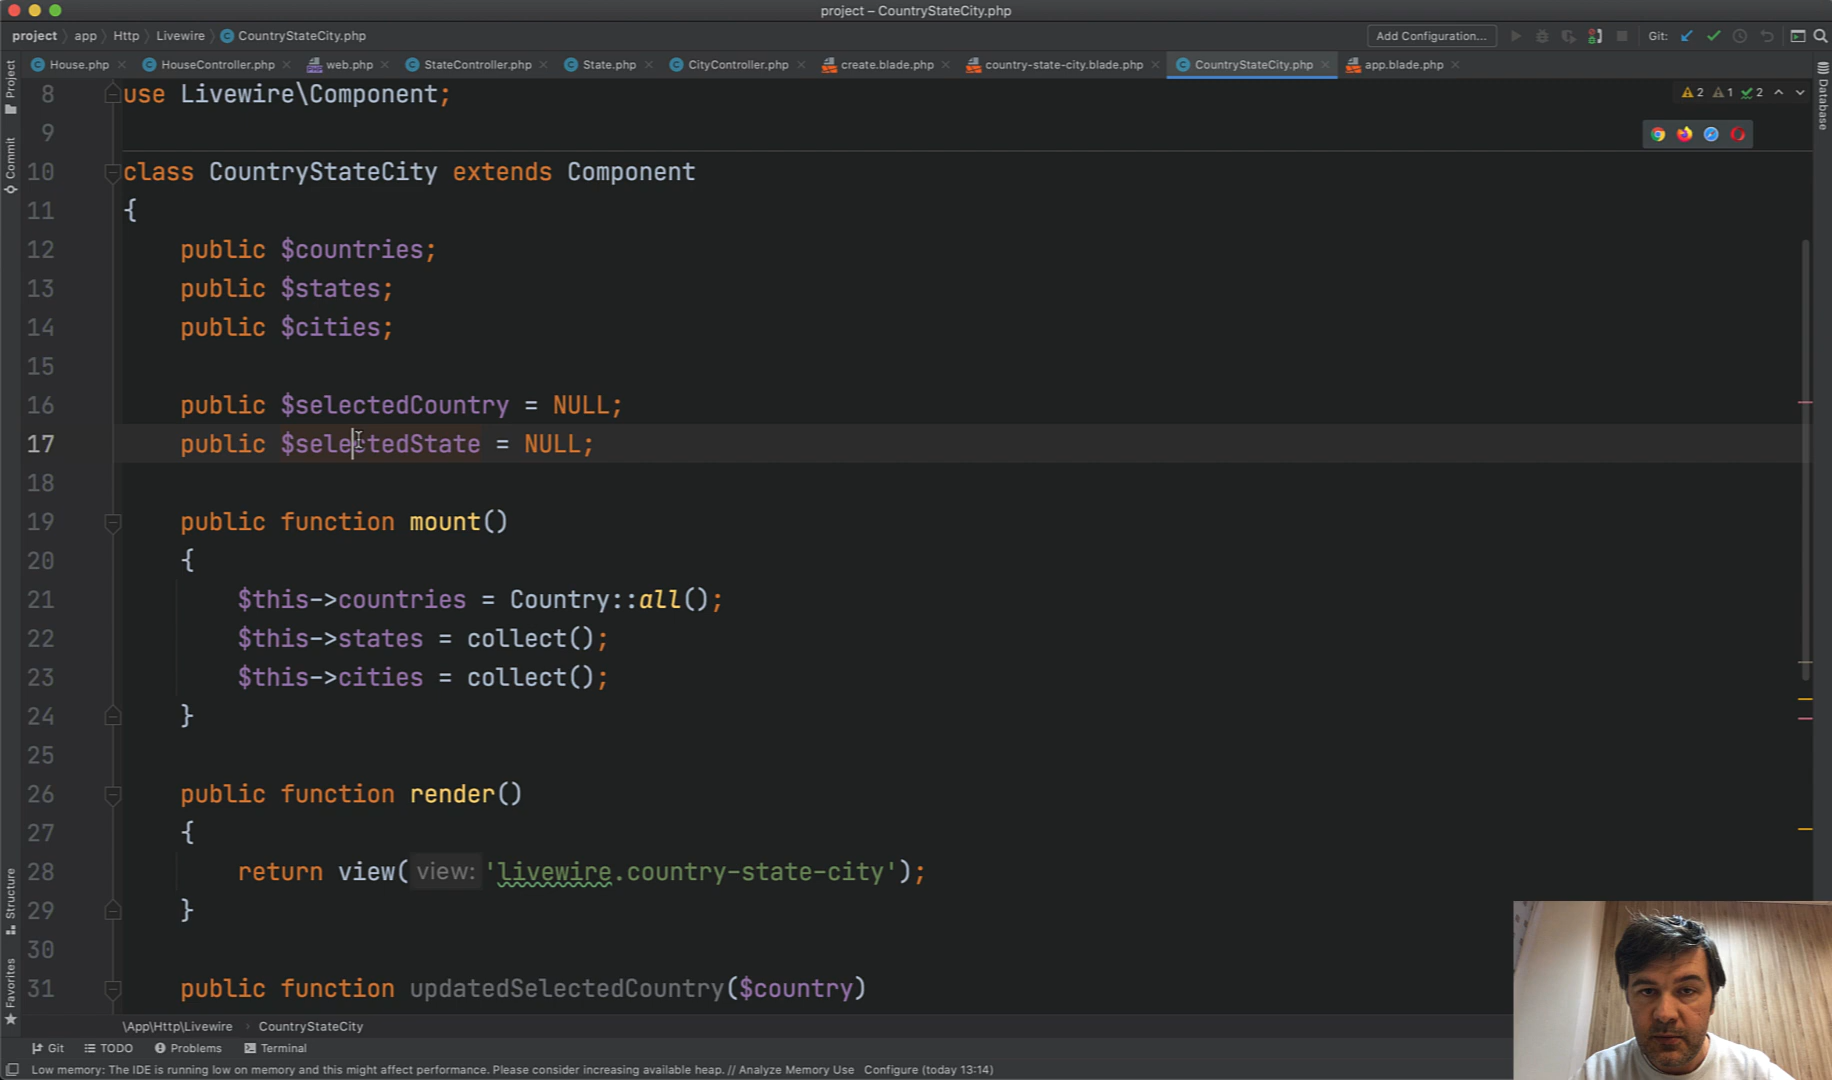 project – CountryStateCity.php
project app Http Livewire CountryStateCity.php
Add Configuration... Git:
House.php HouseController.php web.php StateController.php State.php CityController.php create.blade.php country-state-city.blade.php CountryStateCity.php app.blade.php
Project
Commit
Structure
Favorites
Database
2 1 2
8 use Livewire\Component;
9
10 class CountryStateCity extends Component
11 {
12 public $countries;
13 public $states;
14 public $cities;
15
16 public $selectedCountry = NULL;
17 public $selectedState = NULL;
18
19 public function mount()
20 {
21 $this->countries = Country::all();
22 $this->states = collect();
23 $this->cities = collect();
24 }
25
26 public function render()
27 {
28 return view( view: 'livewire.country-state-city');
29 }
30
31 public function updatedSelectedCountry($country)
\App\Http\Livewire CountryStateCity
Git TODO Problems Terminal
Low memory: The IDE is running low on memory and this might affect performance. Please consider increasing available heap. // Analyze Memory Use Configure (today 13:14)